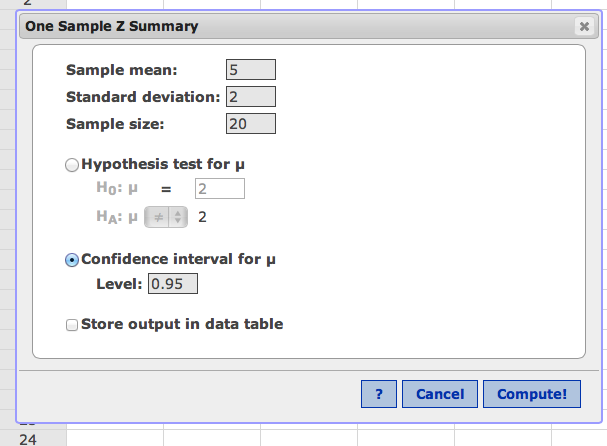 2
One Sample Z Summary
Sample mean: 5
Standard deviation: 2
Sample size: 20
Hypothesis test for μ
H0: μ = 2
HA: μ ≠ 2
Confidence interval for μ
Level: 0.95
Store output in data table
? Cancel Compute!
24